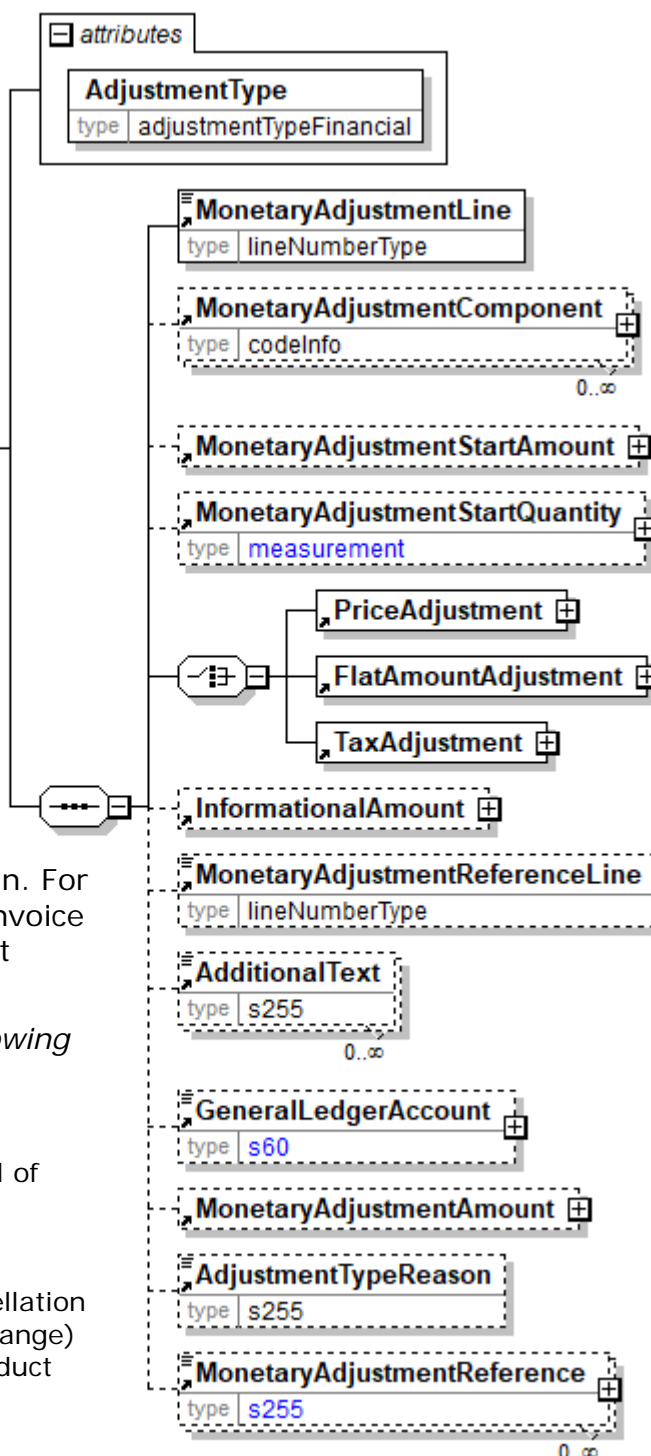 attributes
AdjustmentType
type adjustmentTypeFinancial
MonetaryAdjustmentLine
type lineNumberType
MonetaryAdjustmentComponent
type codeInfo
0..∞
MonetaryAdjustmentStartAmount
MonetaryAdjustmentStartQuantity
type measurement
PriceAdjustment
FlatAmountAdjustment
TaxAdjustment
InformationalAmount
n. For
MonetaryAdjustmentReferenceLine
nvoice
type lineNumberType
t
AdditionalText
type s255
owing
0..∞
GeneralLedgerAccount
type s60
l of
MonetaryAdjustmentAmount
AdjustmentTypeReason
ellation
type s255
ange)
duct
MonetaryAdjustmentReference
type s255
0..∞